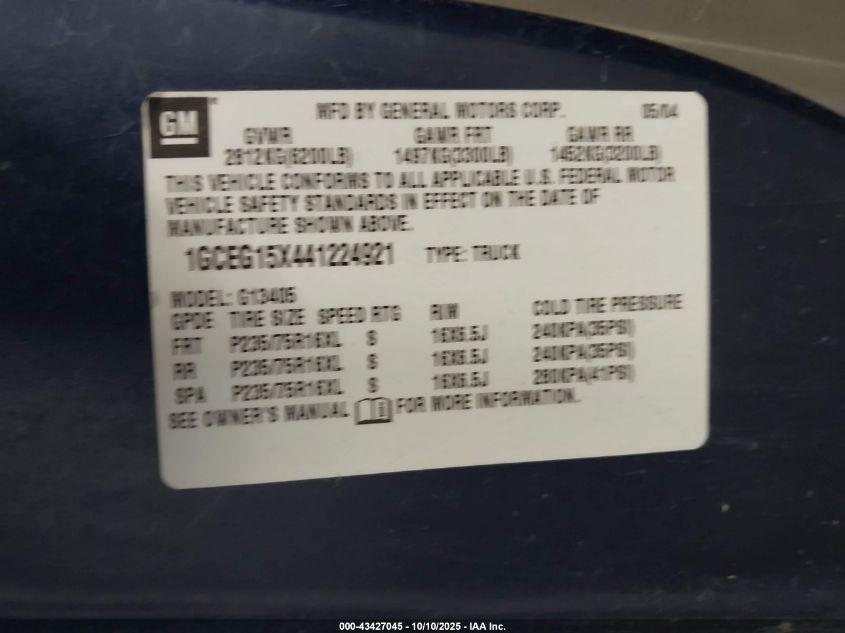 GM
MFD BY GENERAL MOTORS CORP. 05/04
GVWR GAWR FRT GAWR RR
2812KG(6200LB) 1497KG(3300LB) 1452KG(3200LB)
THIS VEHICLE CONFORMS TO ALL APPLICABLE U.S. FEDERAL MOTOR
VEHICLE SAFETY STANDARDS IN EFFECT ON THE DATE OF
MANUFACTURE SHOWN ABOVE.
1GCEG15X441224921 TYPE: TRUCK
MODEL: G13405
GPDE TIRE SIZE SPEED RTG RIW COLD TIRE PRESSURE
FRT P235/75R16XL S 16X6.5J 240KPA(35PSI)
RR P235/75R16XL S 16X6.5J 240KPA(35PSI)
SPA P235/75R16XL S 16X6.5J 280KPA(41PSI)
SEE OWNER'S MANUAL FOR MORE INFORMATION.
000-43427045 - 10/10/2025 - IAA Inc.